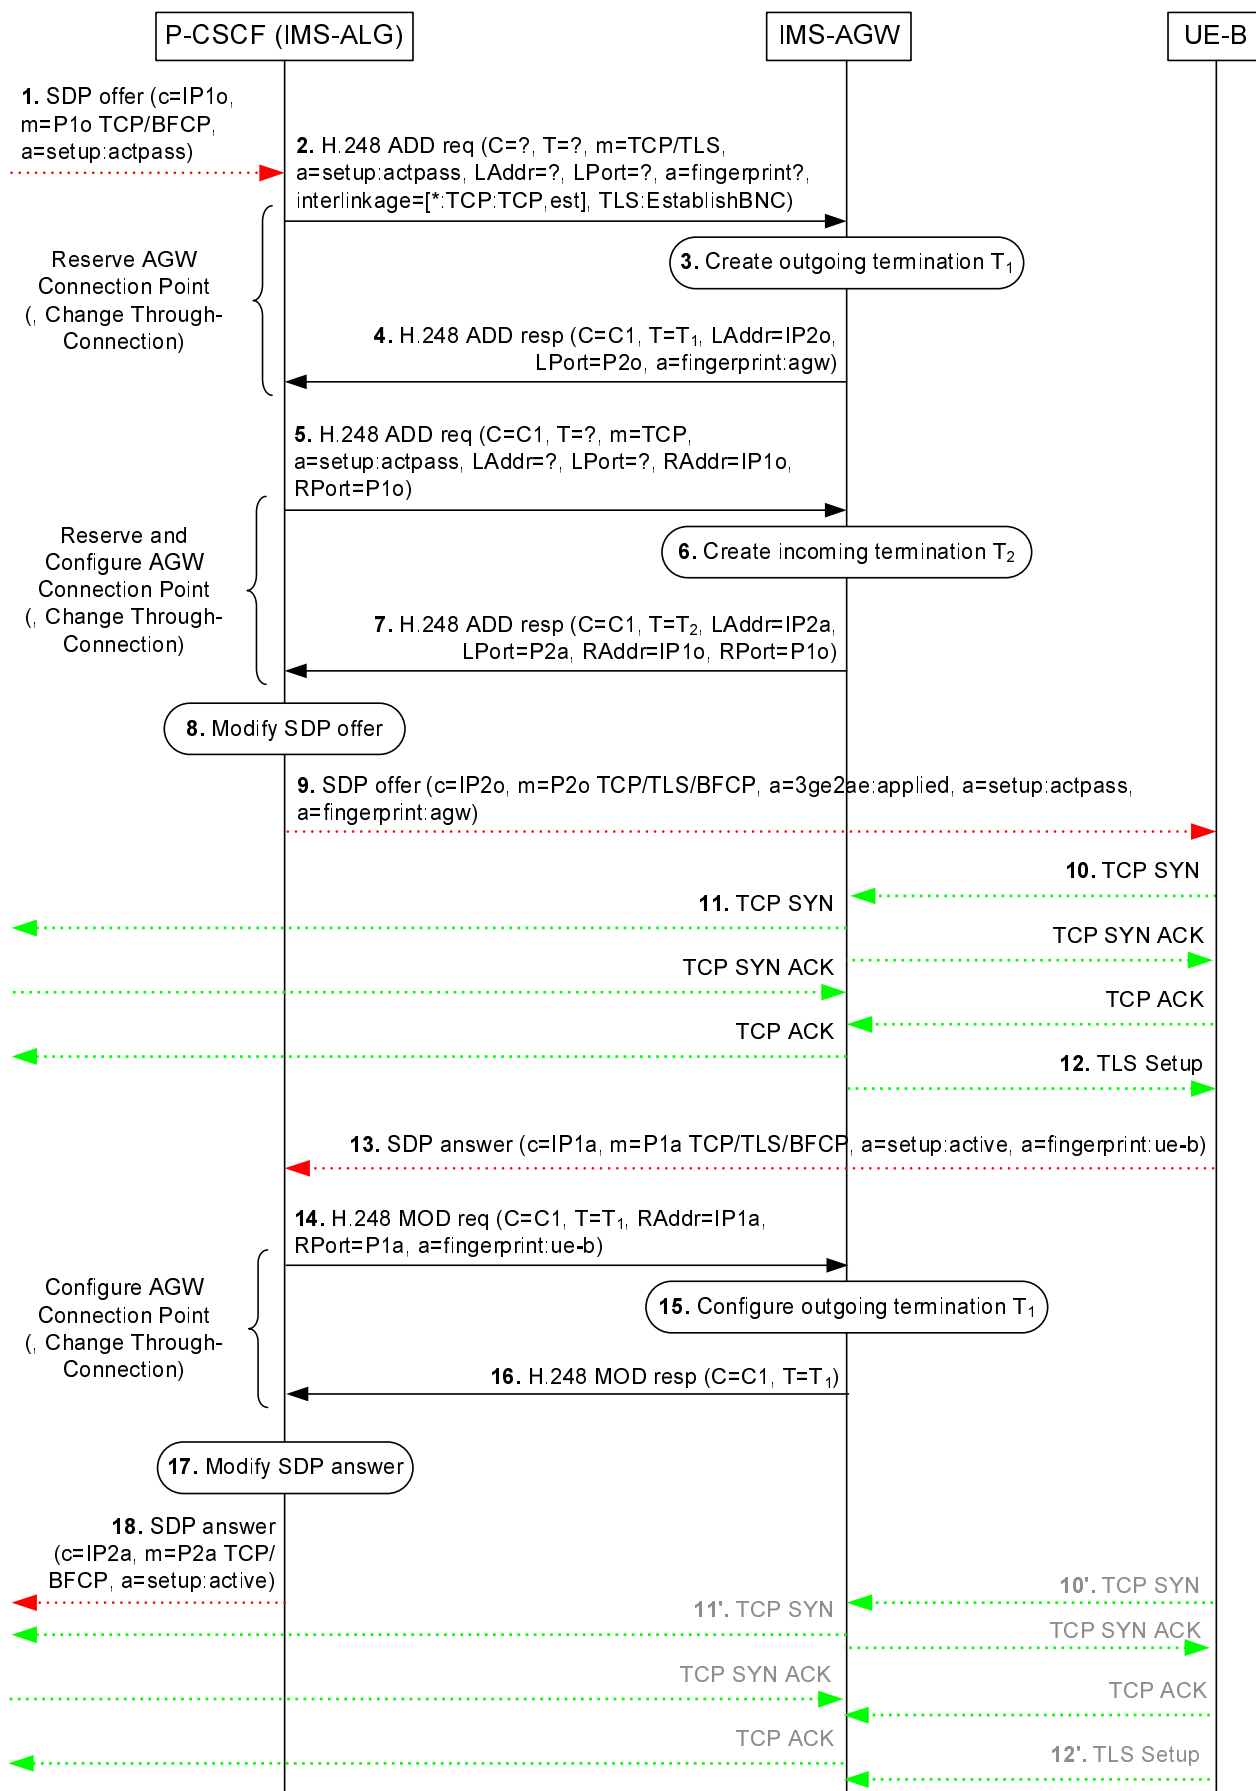 P-CSCF (IMS-ALG)
IMS-AGW
UE-B
1. SDP offer (c=IP1o,
m=P1o TCP/BFCP,
a=setup:actpass)
2. H.248 ADD req (C=?, T=?, m=TCP/TLS,
a=setup:actpass, LAddr=?, LPort=?, a=fingerprint?,
interlinkage=[*:TCP:TCP,est], TLS:EstablishBNC)
Reserve AGW
Connection Point
(, Change Through-
Connection)
3. Create outgoing termination T1
4. H.248 ADD resp (C=C1, T=T1, LAddr=IP2o,
LPort=P2o, a=fingerprint:agw)
5. H.248 ADD req (C=C1, T=?, m=TCP,
a=setup:actpass, LAddr=?, LPort=?, RAddr=IP1o,
RPort=P1o)
Reserve and
Configure AGW
Connection Point
(, Change Through-
Connection)
6. Create incoming termination T2
7. H.248 ADD resp (C=C1, T=T2, LAddr=IP2a,
LPort=P2a, RAddr=IP1o, RPort=P1o)
8. Modify SDP offer
9. SDP offer (c=IP2o, m=P2o TCP/TLS/BFCP, a=3ge2ae:applied, a=setup:actpass,
a=fingerprint:agw)
10. TCP SYN
11. TCP SYN
TCP SYN ACK
TCP SYN ACK
TCP ACK
TCP ACK
12. TLS Setup
13. SDP answer (c=IP1a, m=P1a TCP/TLS/BFCP, a=setup:active, a=fingerprint:ue-b)
14. H.248 MOD req (C=C1, T=T1, RAddr=IP1a,
RPort=P1a, a=fingerprint:ue-b)
Configure AGW
Connection Point
(, Change Through-
Connection)
15. Configure outgoing termination T1
16. H.248 MOD resp (C=C1, T=T1)
17. Modify SDP answer
18. SDP answer
(c=IP2a, m=P2a TCP/
BFCP, a=setup:active)
10'. TCP SYN
11'. TCP SYN
TCP SYN ACK
TCP SYN ACK
TCP ACK
TCP ACK
12'. TLS Setup